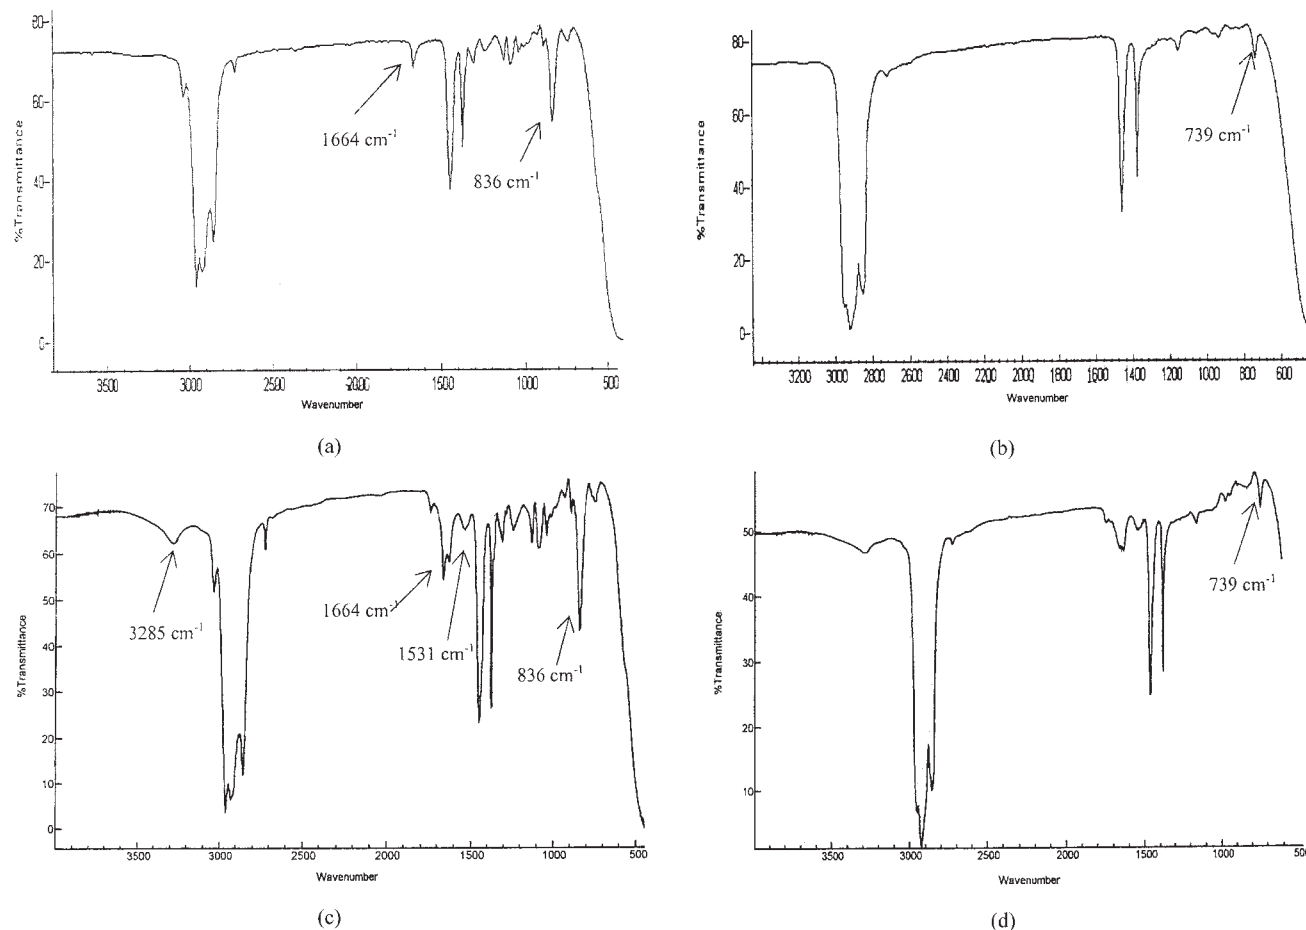 80-
60-
40-
20-
0-
%Transmittance
1664 cm⁻¹
836 cm⁻¹
3500 3000 2500 2000 1500 1000 500
Wavenumber
(a)
80-
60-
40-
20-
0-
%Transmittance
739 cm⁻¹
3200 3000 2800 2600 2400 2200 2000 1800 1600 1400 1200 1000 800 600
Wavenumber
(b)
70
60
50
40
30
20
10
0
%Transmittance
3285 cm⁻¹
1664 cm⁻¹
1531 cm⁻¹
836 cm⁻¹
3500 3000 2500 2000 1500 1000 500
Wavenumber
(c)
50
40
30
20
10
%Transmittance
739 cm⁻¹
3500 3000 2500 2000 1500 1000 500
Wavenumber
(d)